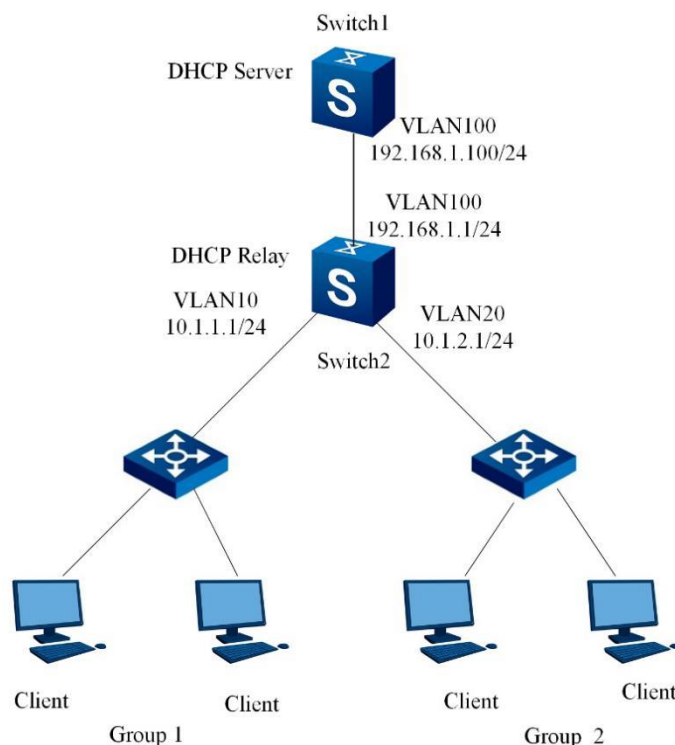 Switch1
DHCP Server
S
VLAN100
192.168.1.100/24
VLAN100
192.168.1.1/24
DHCP Relay
S
VLAN10
10.1.1.1/24
VLAN20
10.1.2.1/24
Switch2
Client
Client
Client
Client
Group 1
Group 2